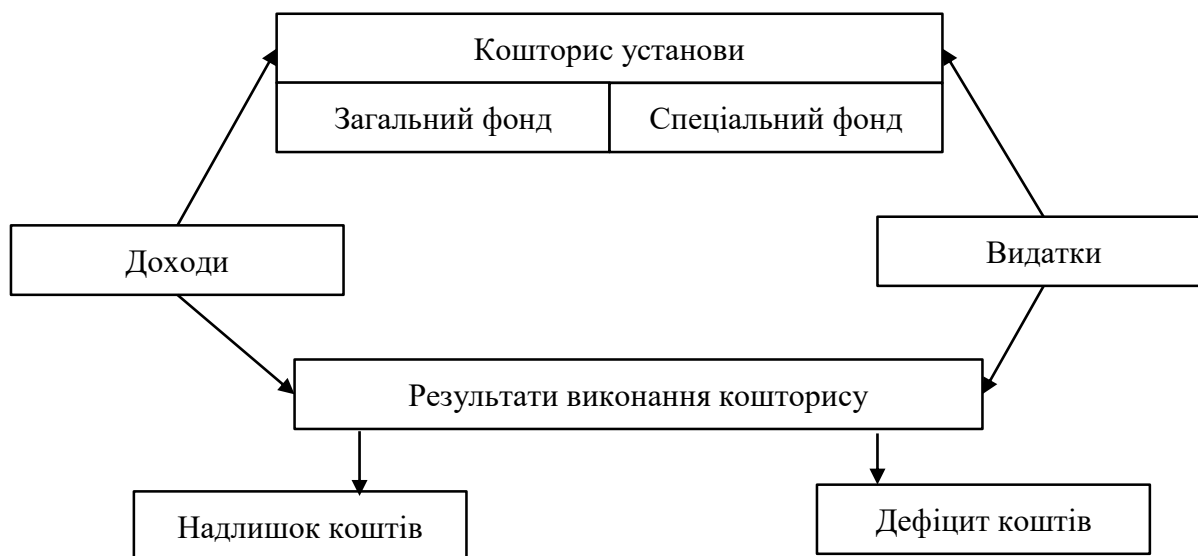 Кошторис установи
Загальний фонд
Спеціальний фонд
Доходи
Видатки
Результати виконання кошторису
Надлишок коштів
Дефіцит коштів